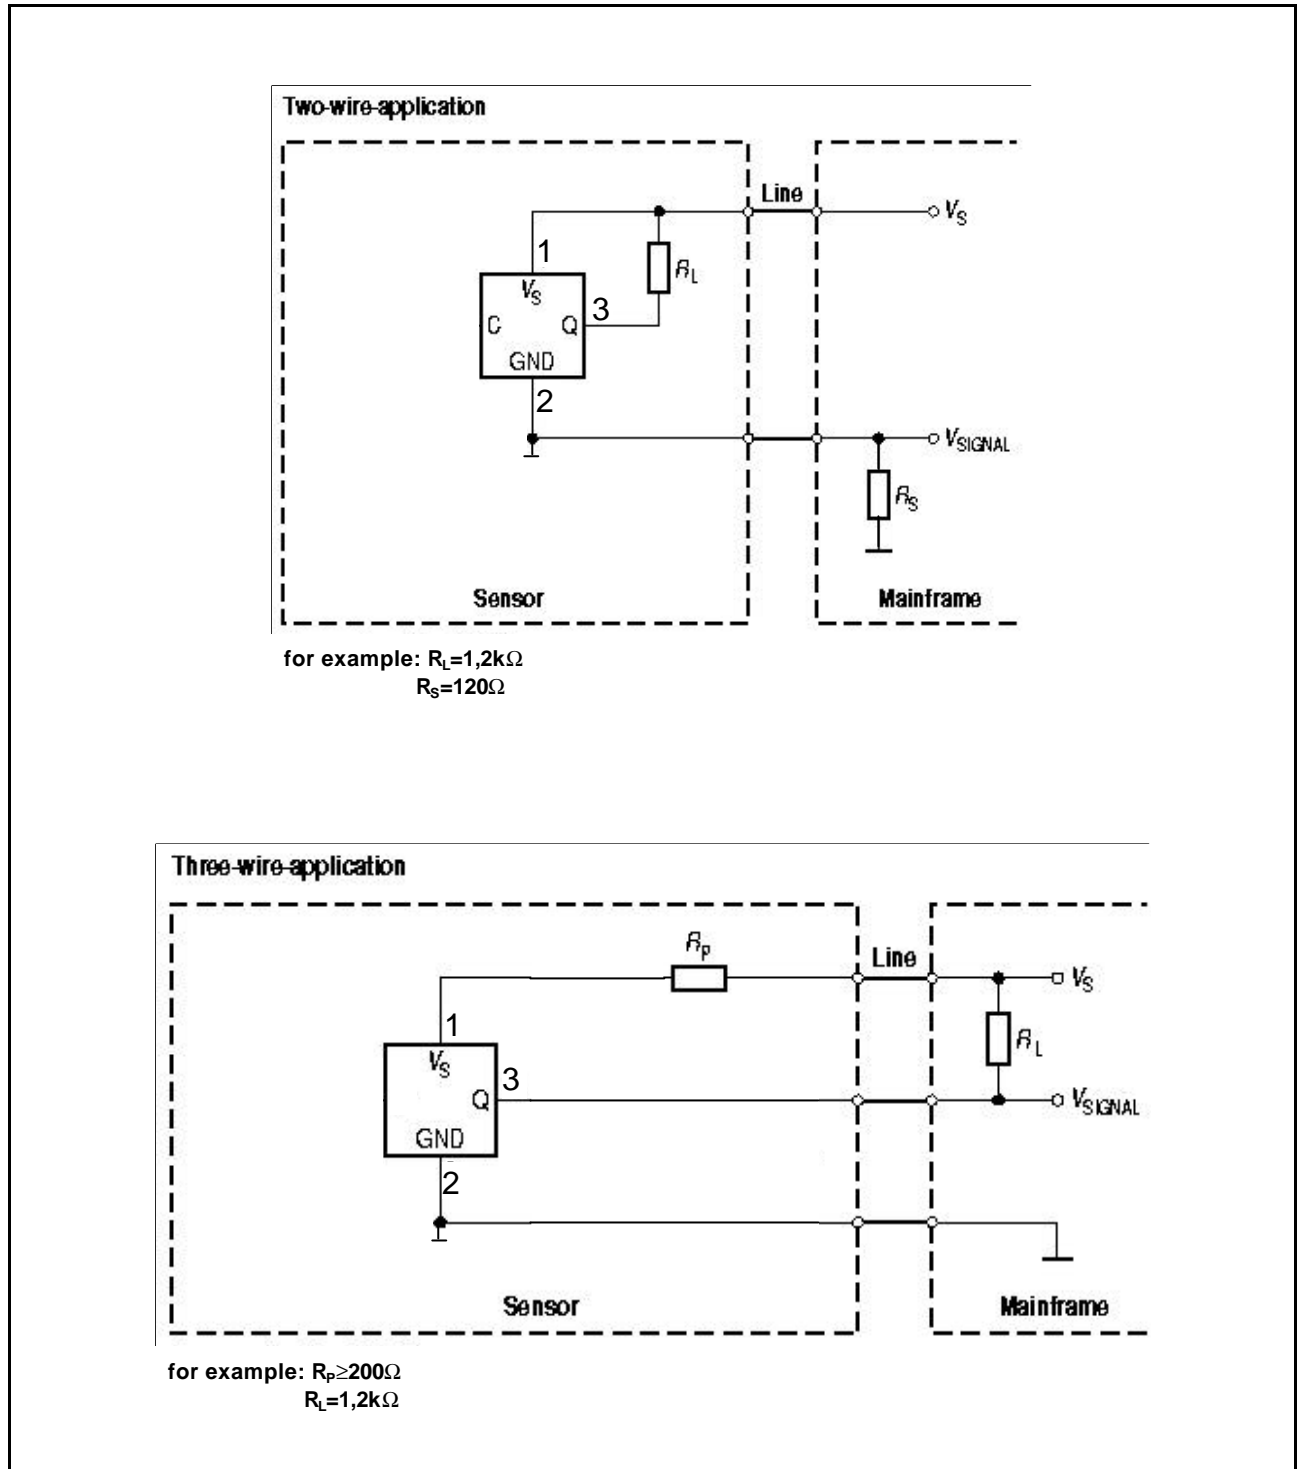 Two-wire-application
Line
V_S
1
R_L
V_S
3
C Q
GND
2
V_SIGNAL
R_S
Sensor
Mainframe
for example: R_L=1,2kΩ
R_S=120Ω
Three-wire-application
R_P
Line
V_S
1
R_L
V_S
3
Q
V_SIGNAL
GND
2
Sensor
Mainframe
for example: R_P≥200Ω
R_L=1,2kΩ